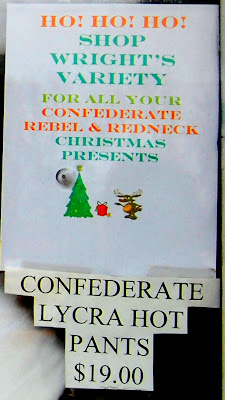 HO! HO! HO!
SHOP
WRIGHT'S
VARIETY
FOR ALL YOUR
CONFEDERATE
REBEL & REDNECK
CHRISTMAS
PRESENTS
CONFEDERATE
LYCRA HOT
PANTS
$19.00